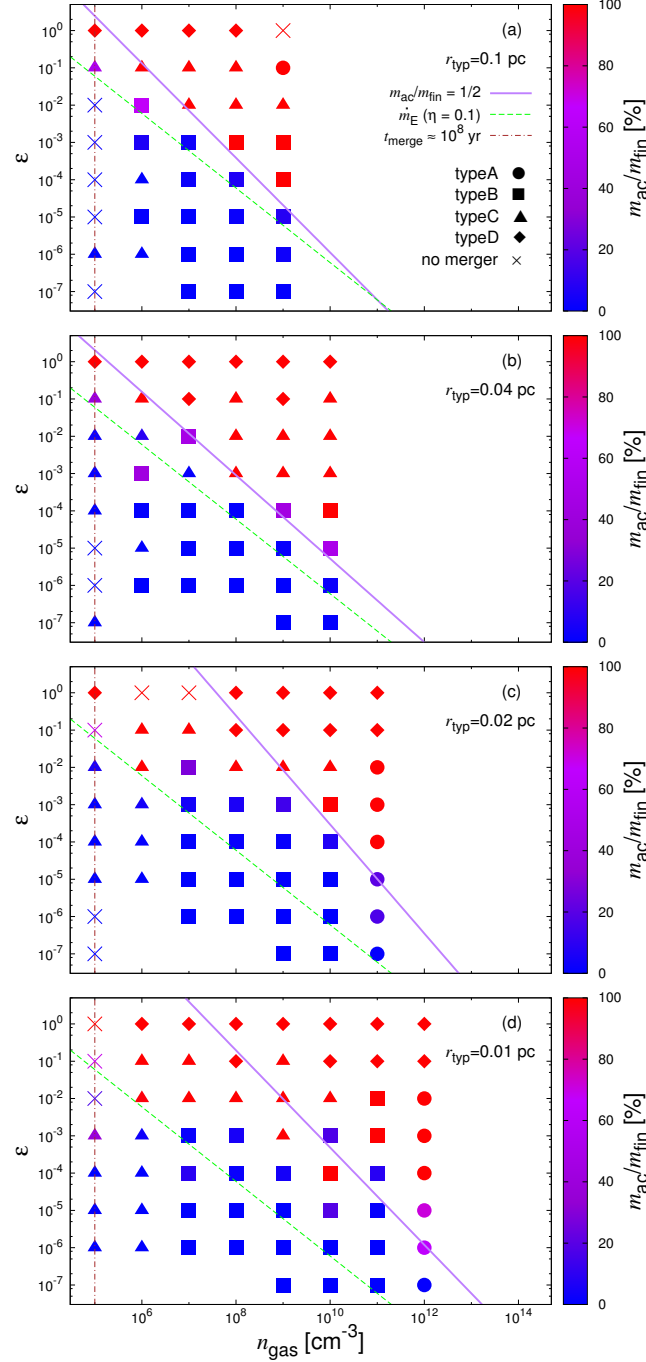 (a)
r_typ=0.1 pc
m_ac/m_fin = 1/2
ṁ_E (η = 0.1)
t_merge ≈ 10^8 yr
typeA
typeB
typeC
typeD
no merger
ε
10^0
10^-1
10^-2
10^-3
10^-4
10^-5
10^-6
10^-7
100
80
60
40
20
0
m_ac/m_fin [%]
(b)
r_typ=0.04 pc
ε
10^0
10^-1
10^-2
10^-3
10^-4
10^-5
10^-6
10^-7
100
80
60
40
20
0
m_ac/m_fin [%]
(c)
r_typ=0.02 pc
ε
10^0
10^-1
10^-2
10^-3
10^-4
10^-5
10^-6
10^-7
100
80
60
40
20
0
m_ac/m_fin [%]
(d)
r_typ=0.01 pc
ε
10^0
10^-1
10^-2
10^-3
10^-4
10^-5
10^-6
10^-7
100
80
60
40
20
0
m_ac/m_fin [%]
10^6 10^8 10^10 10^12 10^14
n_gas [cm^-3]